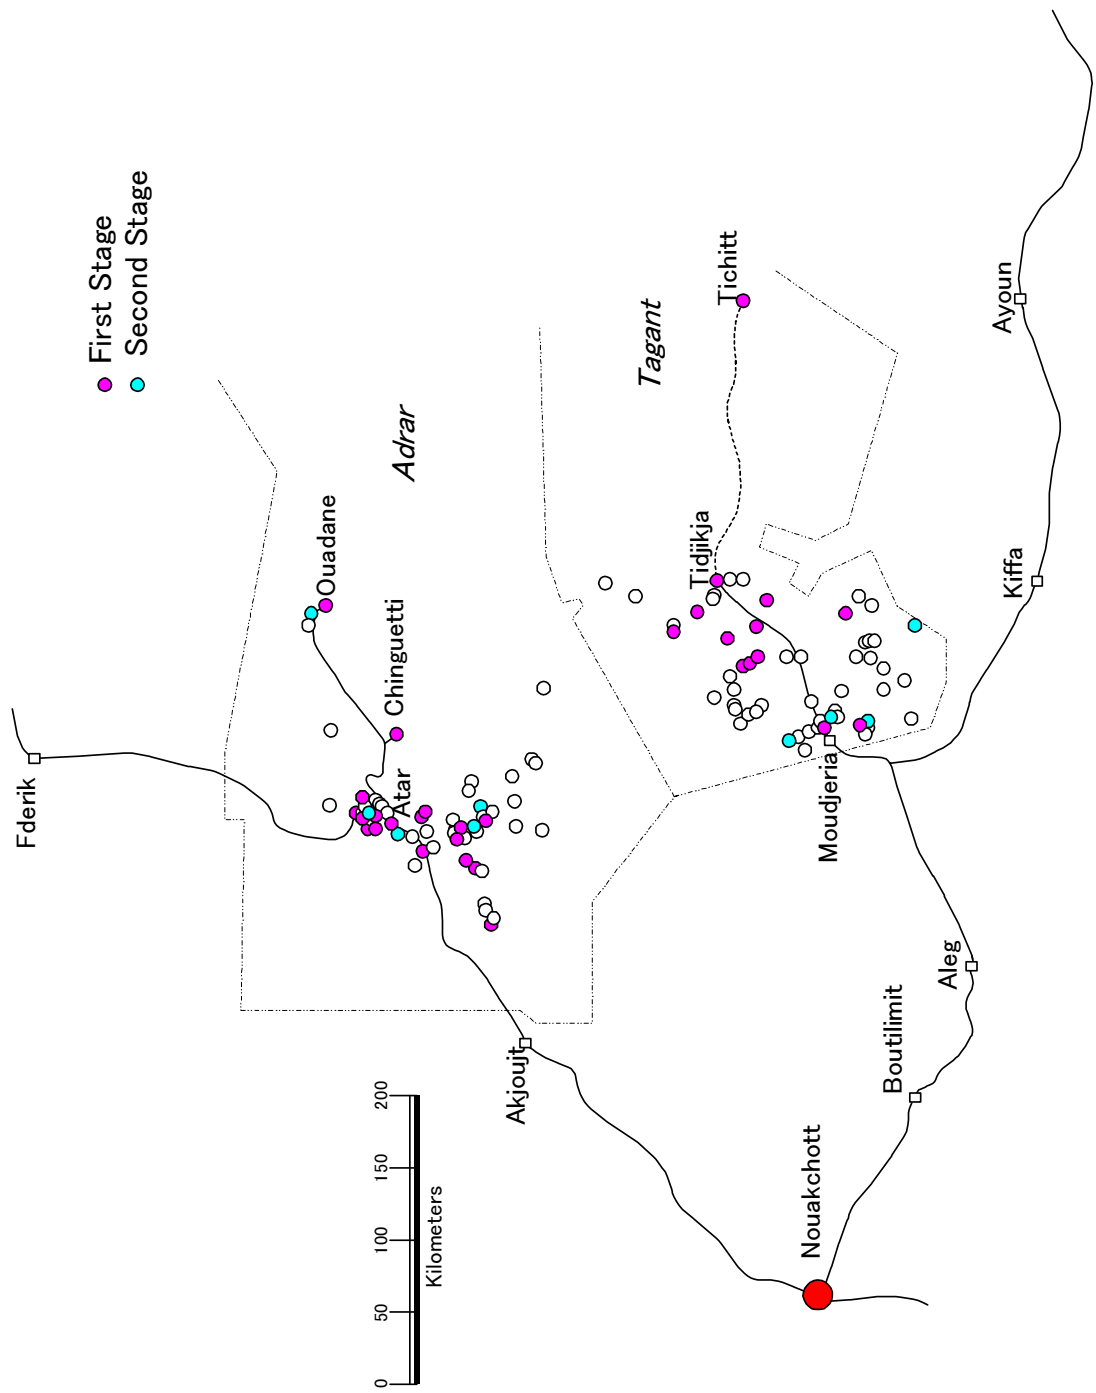 First Stage
Second Stage
Fderik
Ouadane
Adrar
Chinguetti
Atar
Tagant
Tichitt
Tidjikja
Ayoun
Kiffa
Moudjeria
Akjoujt
Aleg
Boutilimit
Nouakchott
0 50 100 150 200
Kilometers